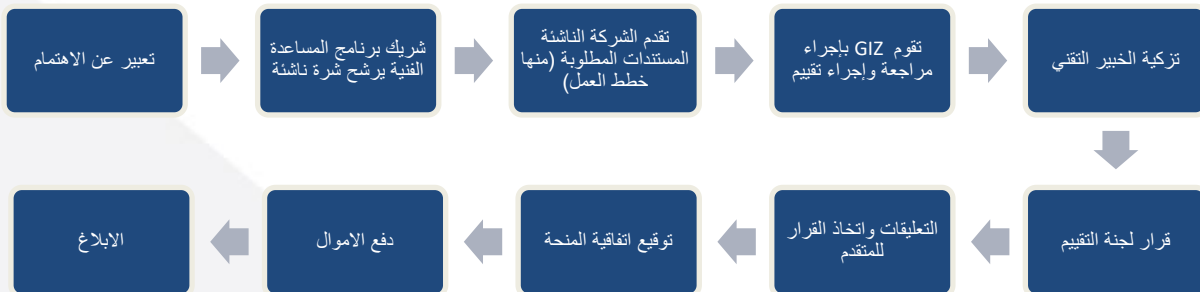 تعبير عن الاهتمام
شريك برنامج المساعدة
الفنية يرشح شرة ناشئة
تقدم الشركة الناشئة
المستندات المطلوبة (منها
خطط العمل)
تقوم GIZ بإجراء
مراجعة وإجراء تقييم
تزكية الخبير التقني
قرار لجنة التقييم
التعليقات واتخاذ القرار
للمتقدم
توقيع اتفاقية المنحة
دفع الاموال
الابلاغ